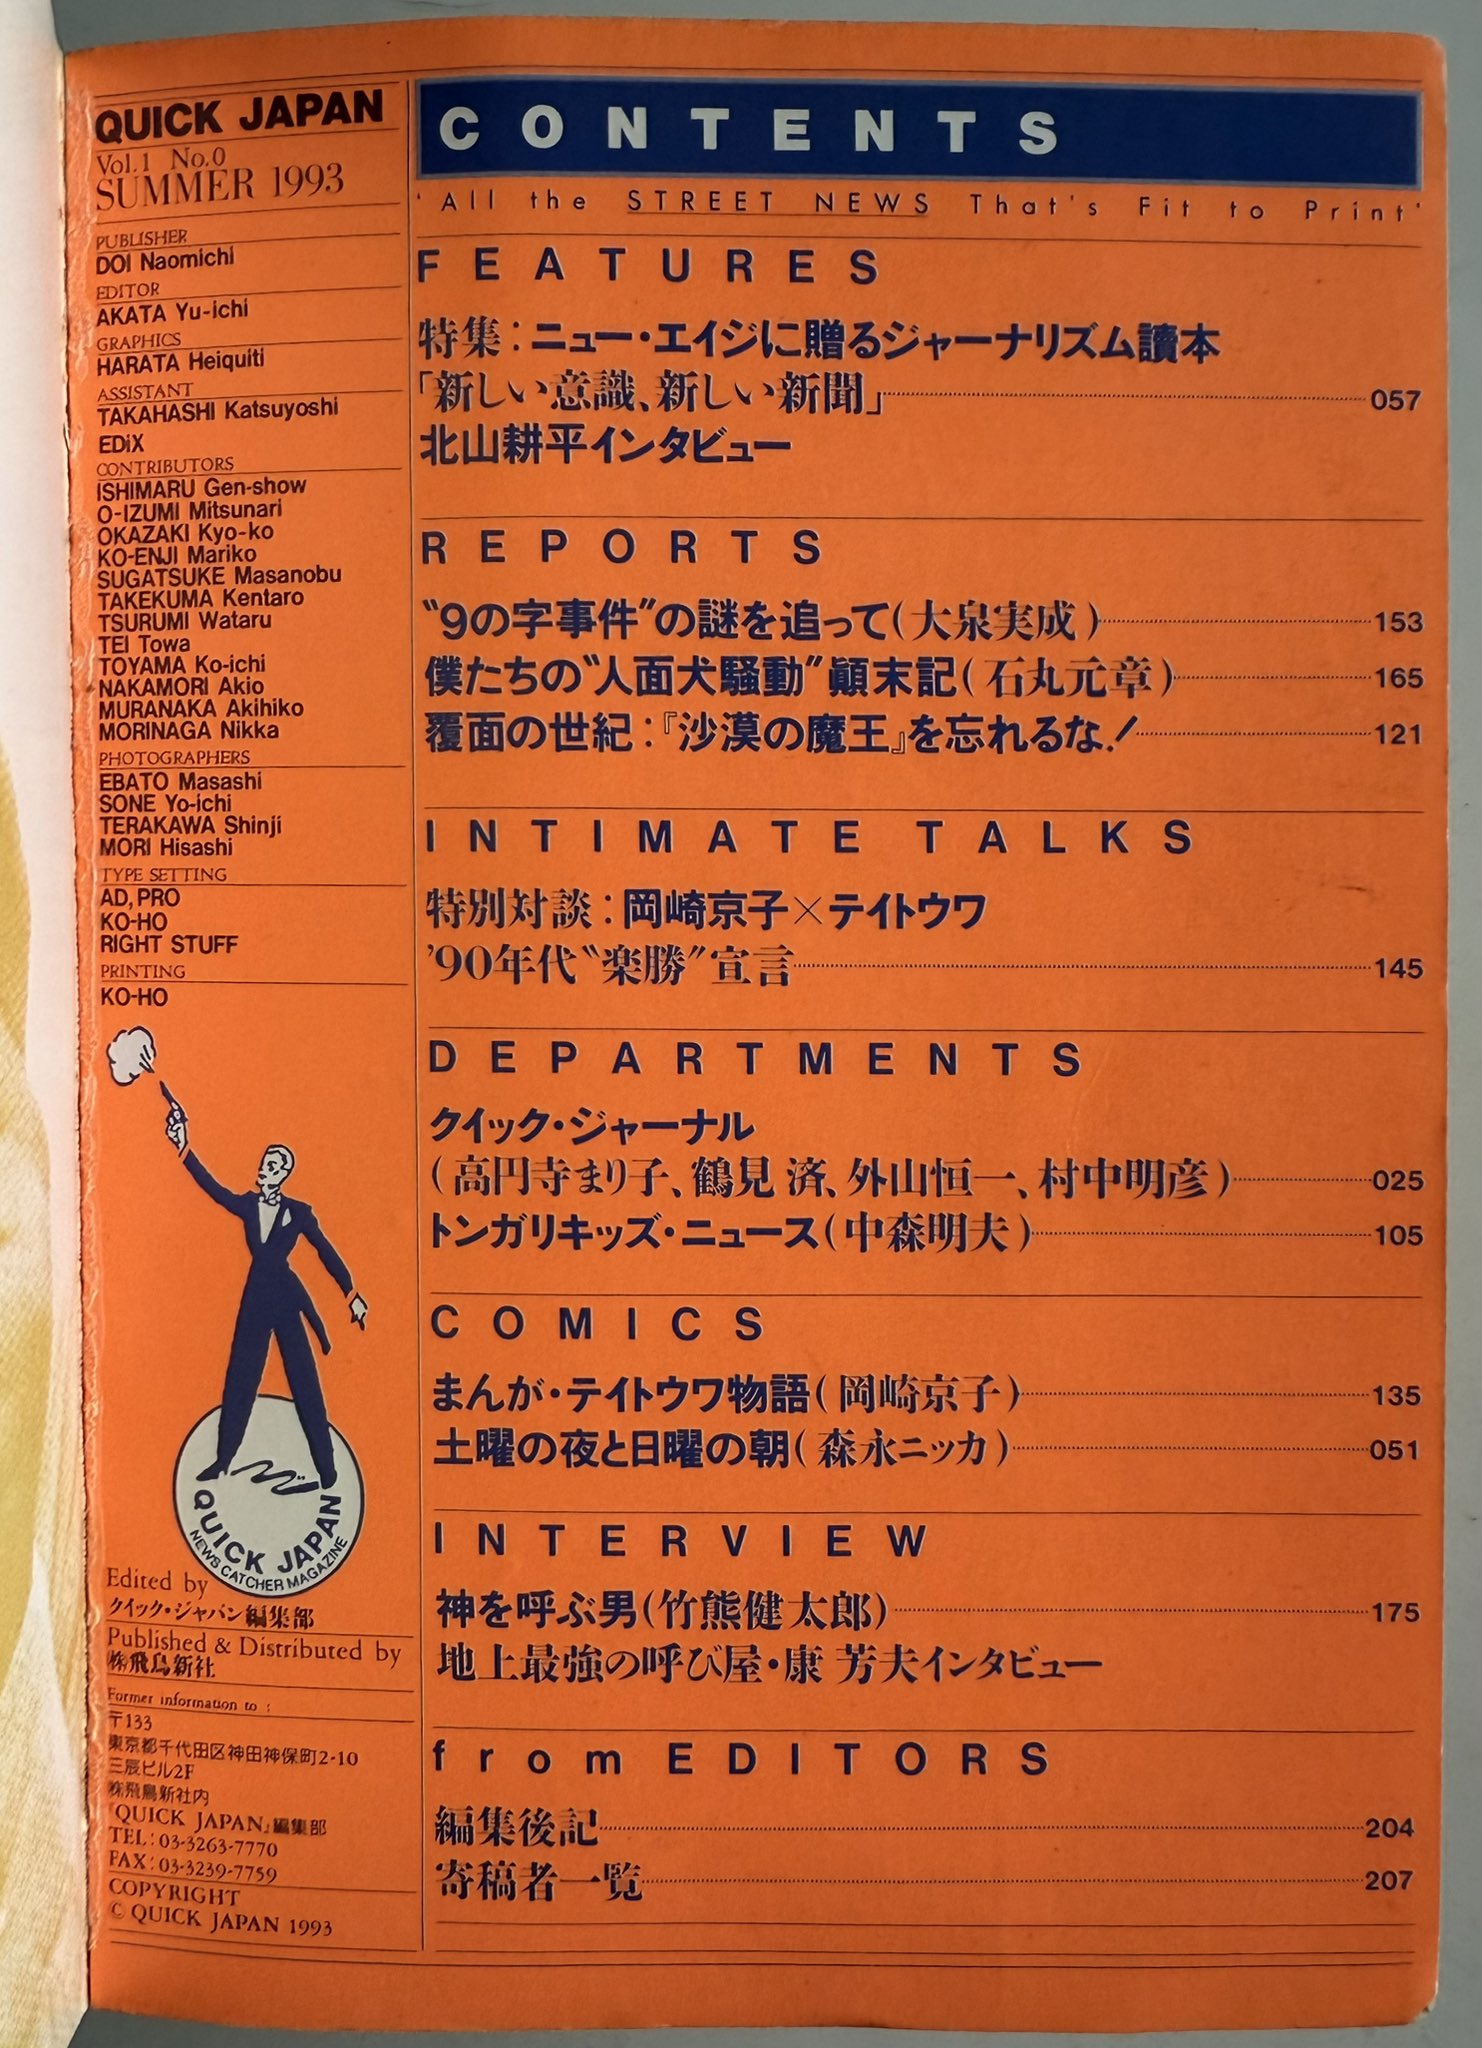 QUICK JAPAN
Vol.1 No.0
SUMMER 1993
PUBLISHER
DOI Naomichi
EDITOR
AKATA Yu-ichi
GRAPHICS
HARATA Heiquiti
ASSISTANT
TAKAHASHI Katsuyoshi
EDiX
CONTRIBUTORS
ISHIMARU Gen-show
O-IZUMI Mitsunari
OKAZAKI Kyo-ko
KO-ENJI Mariko
SUGATSUKE Masanobu
TAKEKUMA Kentaro
TSURUMI Wataru
TEI Towa
TOYAMA Ko-ichi
NAKAMORI Akio
MURANAKA Akihiko
MORINAGA Nikka
PHOTOGRAPHERS
EBATO Masashi
SONE Yo-ichi
TERAKAWA Shinji
MORI Hisashi
TYPE SETTING
AD, PRO
KO-HO
RIGHT STUFF
PRINTING
KO-HO
QUICK JAPAN
NEWS CATCHER MAGAZINE
Edited by
クイック・ジャパン編集部
Published & Distributed by
㈱飛鳥新社
Former information to :
〒133
東京都千代田区神田神保町2-10
三辰ビル2F
㈱飛鳥新社内
『QUICK JAPAN』編集部
TEL : 03-3263-7770
FAX : 03-3239-7759
COPYRIGHT
© QUICK JAPAN 1993
CONTENTS
'All the STREET NEWS That's Fit to Print'
FEATURES
特集:ニュー・エイジに贈るジャーナリズム讀本
「新しい意識、新しい新聞」 057
北山耕平インタビュー
REPORTS
“9の字事件”の謎を追って(大泉実成) 153
僕たちの“人面犬騒動”顚末記(石丸元章) 165
覆面の世紀:『沙漠の魔王』を忘れるな! 121
INTIMATE TALKS
特別対談:岡崎京子×テイトウワ
'90年代“楽勝”宣言 145
DEPARTMENTS
クイック・ジャーナル
(高円寺まり子、鶴見 済、外山恒一、村中明彦) 025
トンガリキッズ・ニュース(中森明夫) 105
COMICS
まんが・テイトウワ物語(岡崎京子) 135
土曜の夜と日曜の朝(森永ニッカ) 051
INTERVIEW
神を呼ぶ男(竹熊健太郎) 175
地上最強の呼び屋・康 芳夫インタビュー
from EDITORS
編集後記 204
寄稿者一覧 207